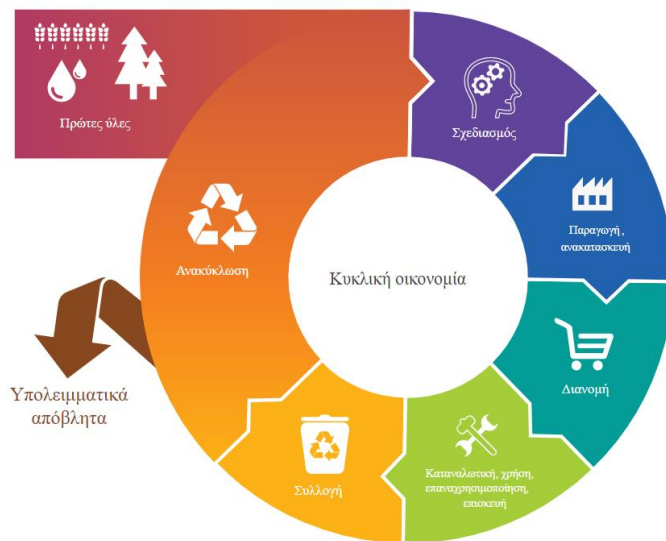 Πρώτες ύλες
Σχεδιασμός
Παραγωγή ,
ανακατασκευή
Ανακύκλωση
Κυκλική οικονομία
Διανομή
Υπολειμματικά
απόβλητα
Συλλογή
Καταναλωτική, χρήση,
επαναχρησιμοποίηση,
επισκευή